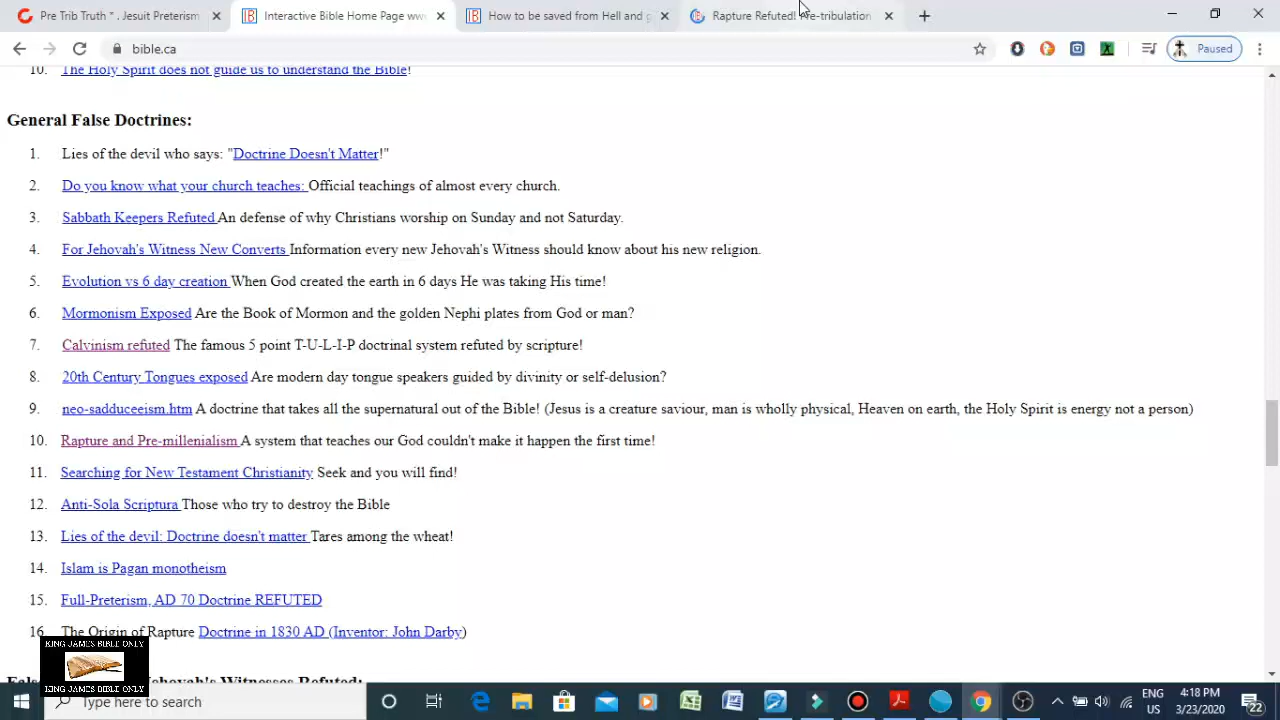 Pre Trib Truth *. Jesuit Preterism
Interactive Bible Home Page ww
How to be saved from Hell and g
Rapture Refuted! Pre-tribulation
bible.ca
Paused
10. The Holy Spirit does not guide us to understand the Bible!
General False Doctrines:
1. Lies of the devil who says: "Doctrine Doesn't Matter!"
2. Do you know what your church teaches: Official teachings of almost every church.
3. Sabbath Keepers Refuted An defense of why Christians worship on Sunday and not Saturday.
4. For Jehovah's Witness New Converts Information every new Jehovah's Witness should know about his new religion.
5. Evolution vs 6 day creation When God created the earth in 6 days He was taking His time!
6. Mormonism Exposed Are the Book of Mormon and the golden Nephi plates from God or man?
7. Calvinism refuted The famous 5 point T-U-L-I-P doctrinal system refuted by scripture!
8. 20th Century Tongues exposed Are modern day tongue speakers guided by divinity or self-delusion?
9. neo-sadduceeism.htm A doctrine that takes all the supernatural out of the Bible! (Jesus is a creature saviour, man is wholly physical, Heaven on earth, the Holy Spirit is energy not a person)
10. Rapture and Pre-millenialism A system that teaches our God couldn't make it happen the first time!
11. Searching for New Testament Christianity Seek and you will find!
12. Anti-Sola Scriptura Those who try to destroy the Bible
13. Lies of the devil: Doctrine doesn't matter Tares among the wheat!
14. Islam is Pagan monotheism
15. Full-Preterism, AD 70 Doctrine REFUTED
16. The Origin of Rapture Doctrine in 1830 AD (Inventor: John Darby)
KING JAMES BIBLE ONLY
KING JAMES BIBLE ONLY
Jehovah's Witnesses Refuted:
Type here to search
ENG
US
4:18 PM
3/23/2020
22